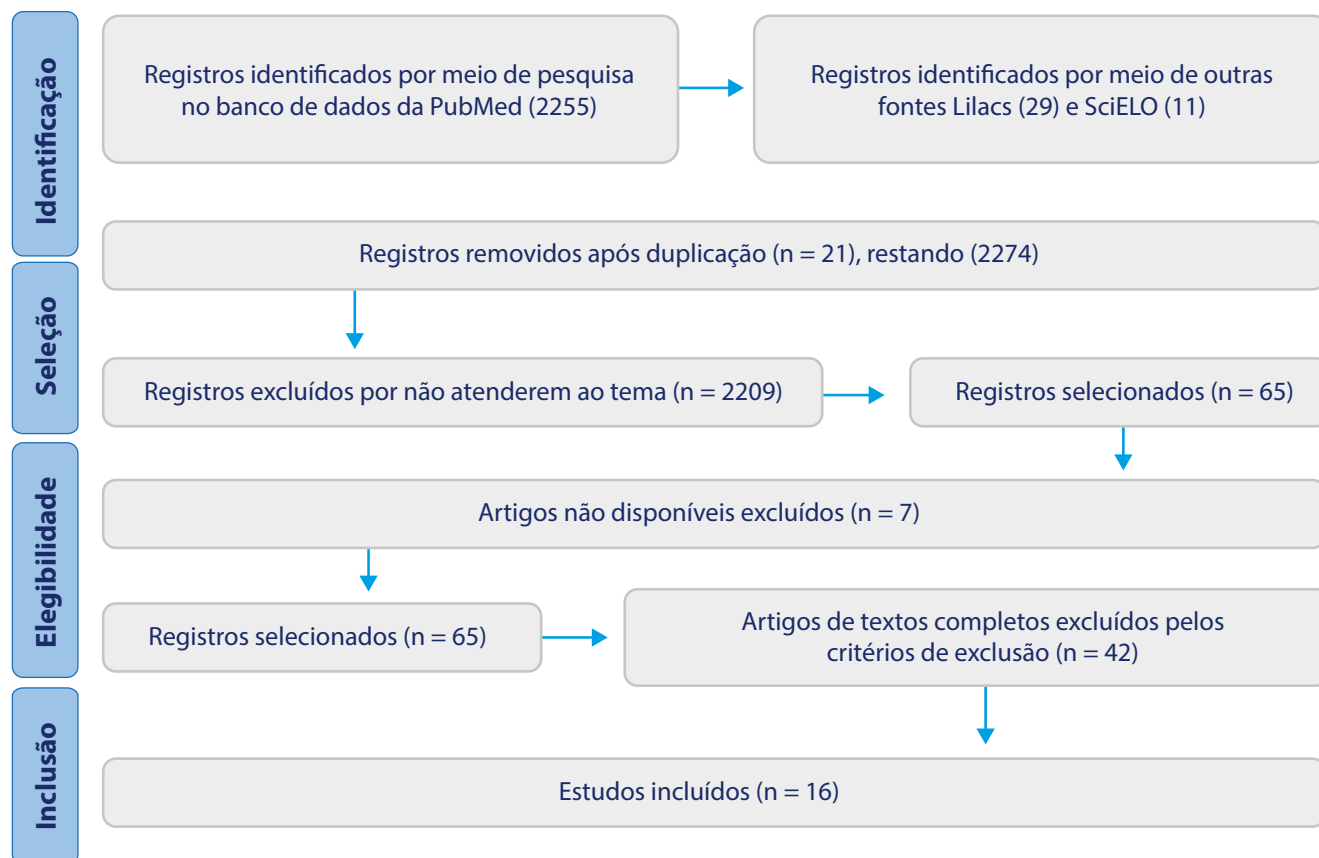 Identificação
Registros identificados por meio de pesquisa
no banco de dados da PubMed (2255)
Registros identificados por meio de outras
fontes Lilacs (29) e SciELO (11)
Registros removidos após duplicação (n = 21), restando (2274)
Seleção
Registros excluídos por não atenderem ao tema (n = 2209)
Registros selecionados (n = 65)
Elegibilidade
Artigos não disponíveis excluídos (n = 7)
Registros selecionados (n = 65)
Artigos de textos completos excluídos pelos
critérios de exclusão (n = 42)
Inclusão
Estudos incluídos (n = 16)